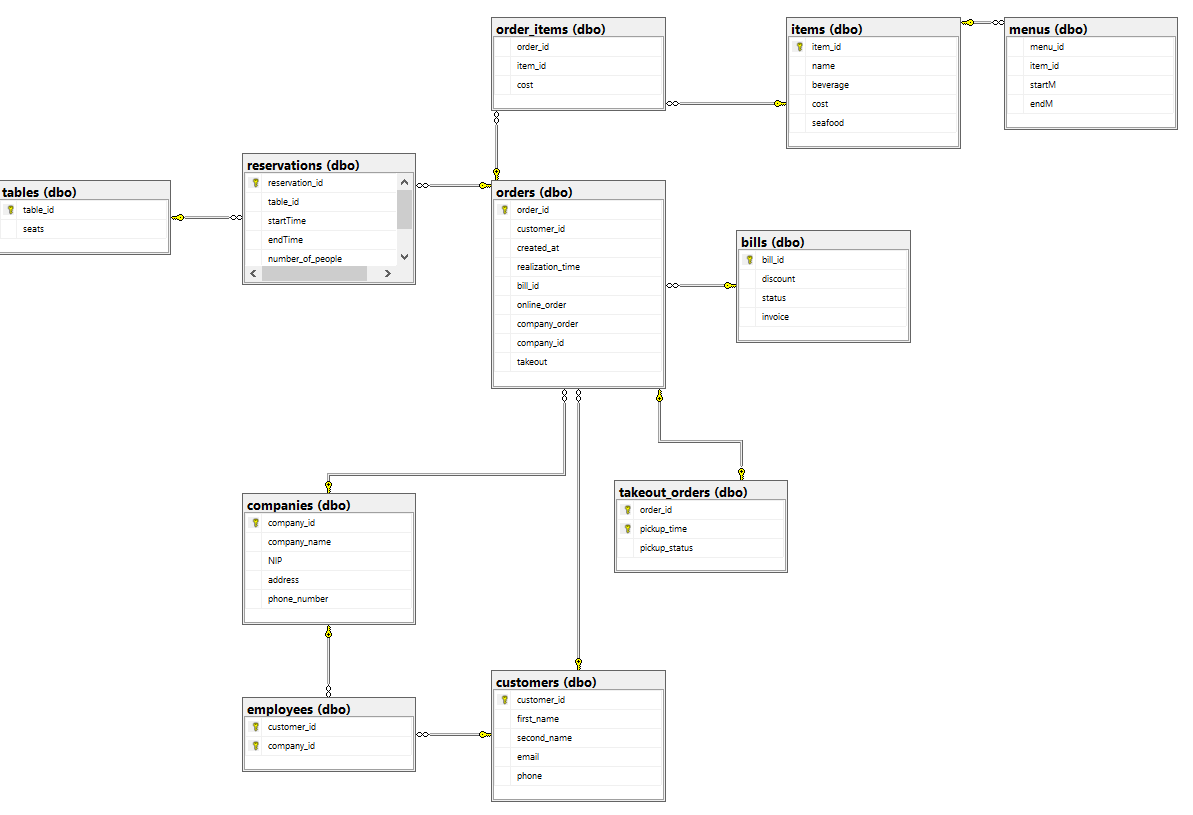 order_items (dbo)
order_id
item_id
cost
items (dbo)
item_id
name
beverage
cost
seafood
menus (dbo)
menu_id
item_id
startM
endM
reservations (dbo)
reservation_id
table_id
startTime
endTime
number_of_people
tables (dbo)
table_id
seats
orders (dbo)
order_id
customer_id
created_at
realization_time
bill_id
online_order
company_order
company_id
takeout
bills (dbo)
bill_id
discount
status
invoice
companies (dbo)
company_id
company_name
NIP
address
phone_number
takeout_orders (dbo)
order_id
pickup_time
pickup_status
employees (dbo)
customer_id
company_id
customers (dbo)
customer_id
first_name
second_name
email
phone